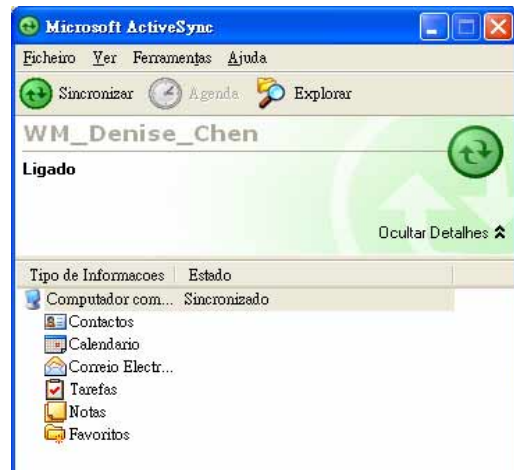 Microsoft ActiveSync
Ficheiro Ver Ferramentas Ajuda
Sincronizar Agenda Explorar
WM_Denise_Chen
Ligado
Ocultar Detalhes
Tipo de Informacoes Estado
Computador com... Sincronizado
Contactos
Calendario
Correio Electr...
Tarefas
Notas
Favoritos